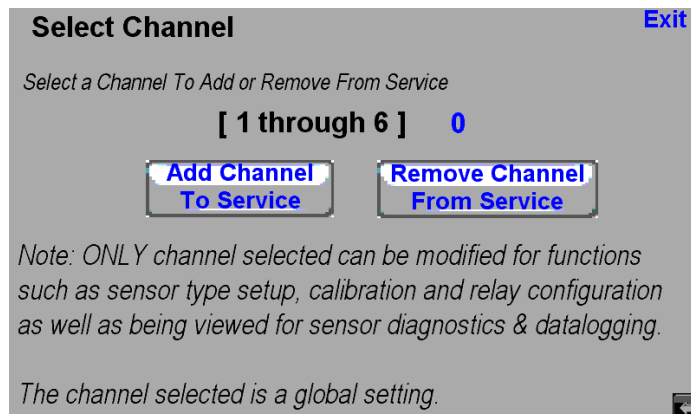 Select Channel Exit
Select a Channel To Add or Remove From Service
[ 1 through 6 ] 0
Add Channel Remove Channel
To Service From Service
Note: ONLY channel selected can be modified for functions
such as sensor type setup, calibration and relay configuration
as well as being viewed for sensor diagnostics & datalogging.
The channel selected is a global setting.